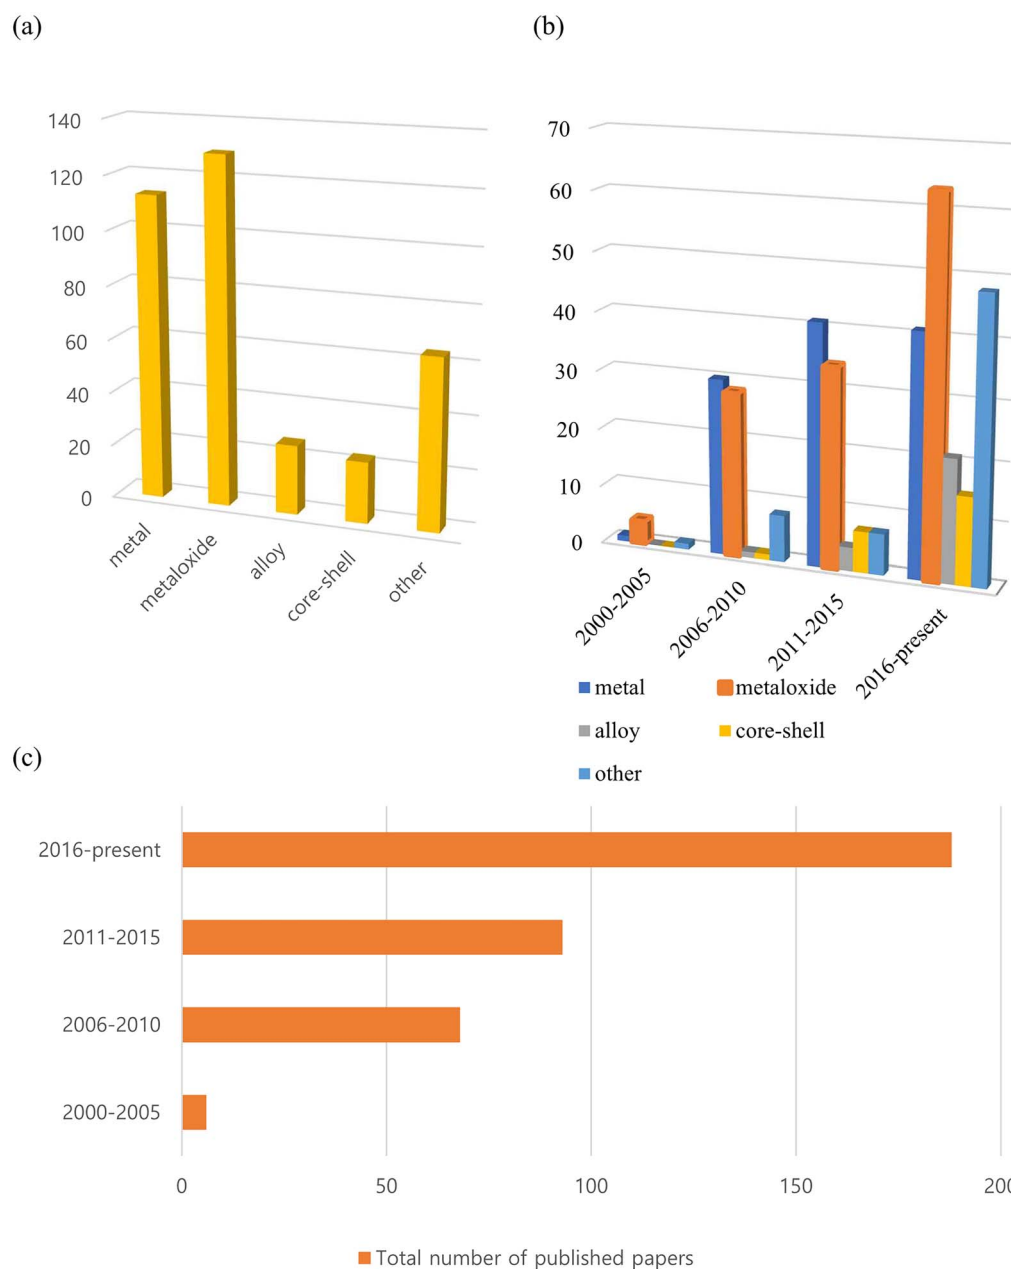 (a)
140
120
100
80
60
40
20
0
metal
metaloxide
alloy
core-shell
other
(b)
70
60
50
40
30
20
10
0
2000-2005
2006-2010
2011-2015
2016-present
metal
metaloxide
alloy
core-shell
other
(c)
2016-present
2011-2015
2006-2010
2000-2005
0
50
100
150
200
Total number of published papers